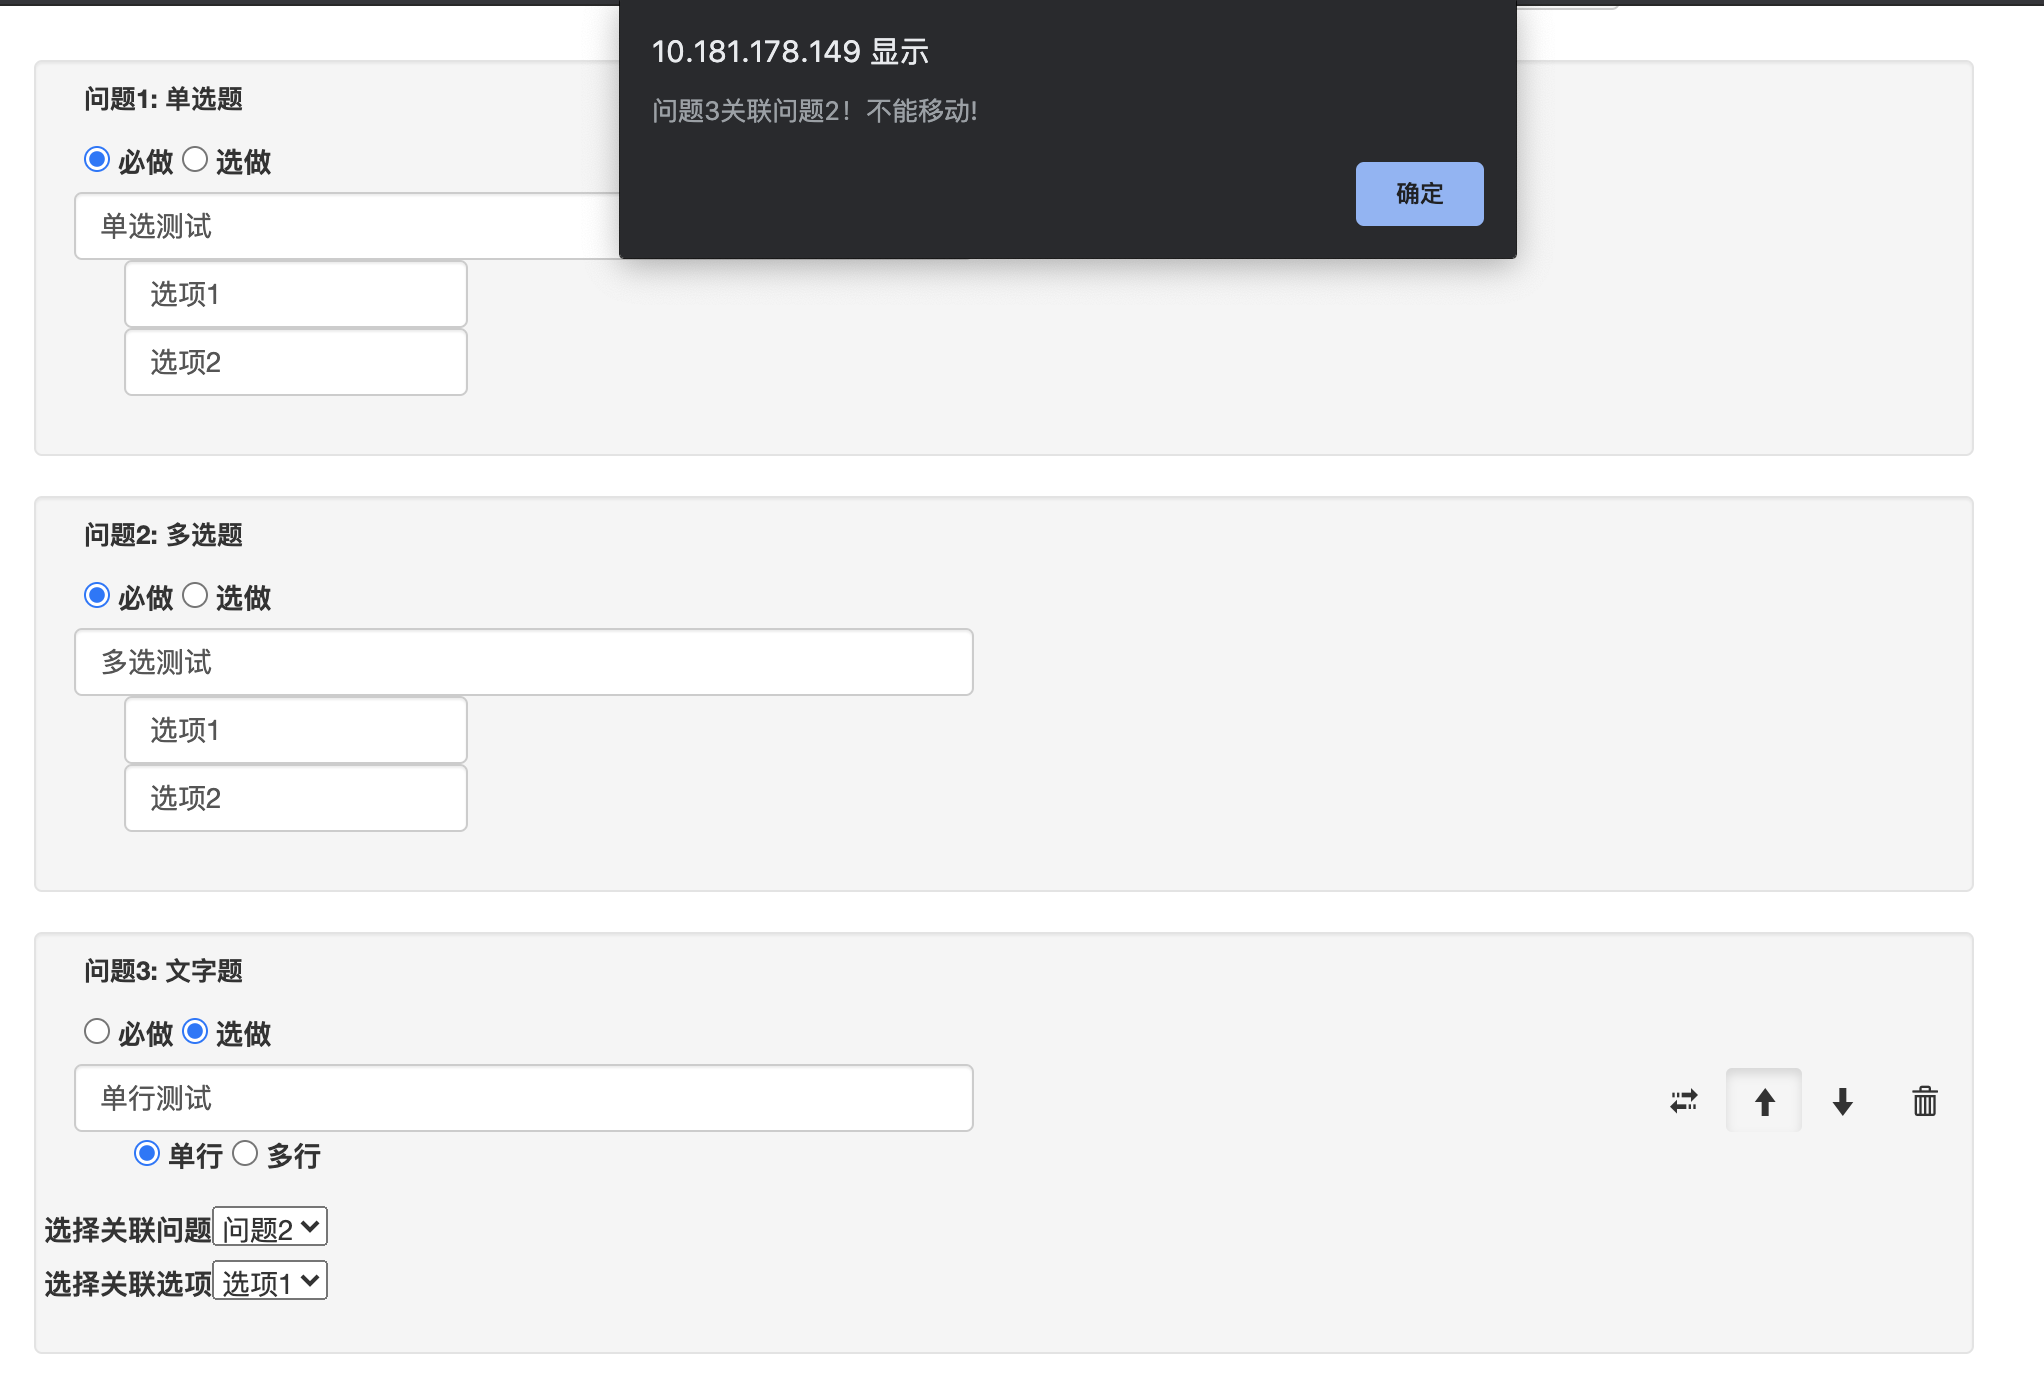 10.181.178.149 显示
问题3关联问题2！不能移动!
确定
问题1: 单选题
必做 选做
单选测试
选项1
选项2
问题2: 多选题
必做 选做
多选测试
选项1
选项2
问题3: 文字题
必做 选做
单行测试
单行 多行
选择关联问题 问题2
选择关联选项 选项1